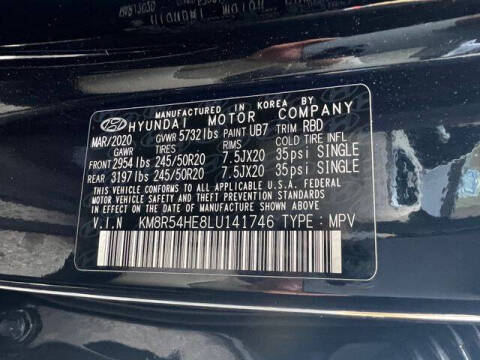 MANUFACTURED IN KOREA BY
HYUNDAI MOTOR COMPANY
MAR/2020 GVWR 5732 lbs PAINT UB7 TRIM RBD
GAWR TIRES RIMS COLD TIRE INFL
FRONT 2954 lbs 245/50R20 7.5JX20 35psi SINGLE
REAR 3197 lbs 245/50R20 7.5JX20 35psi SINGLE
THIS VEHICLE CONFORMS TO ALL APPLICABLE U.S.A. FEDERAL
MOTOR VEHICLE SAFETY AND THEFT PREVENTION STANDARDS
IN EFFECT ON THE DATE OF MANUFACTURE SHOWN ABOVE.
V.I.N KM8R54HE8LU141746 TYPE : MPV